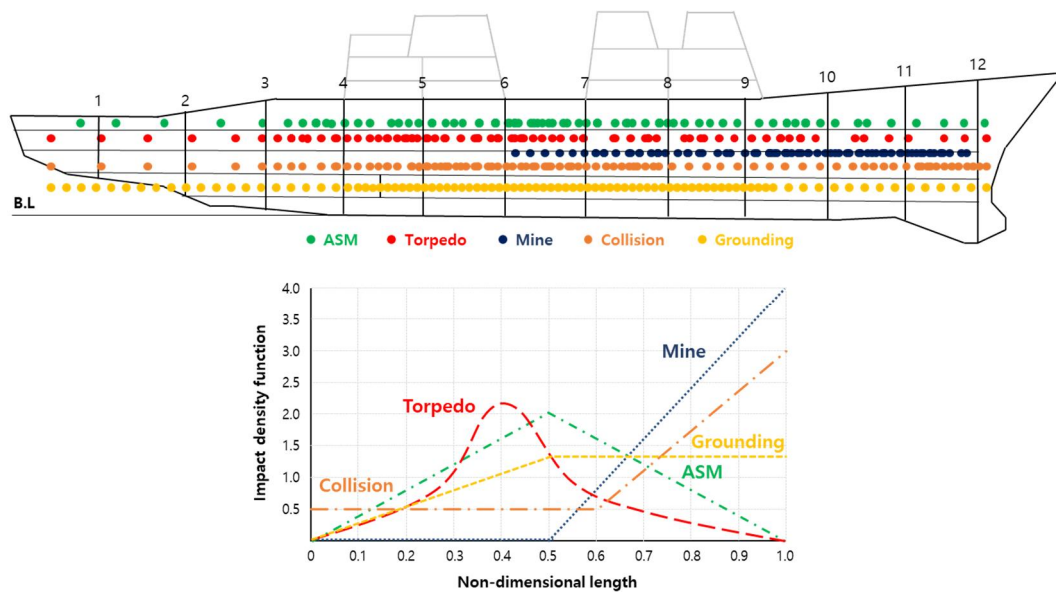 1 2 3 4 5 6 7 8 9 10 11 12
B.L
ASM Torpedo Mine Collision Grounding
Impact density function
4.0
3.5
3.0
2.5
2.0
1.5
1.0
0.5
Mine
Torpedo
Grounding
ASM
Collision
0 0.1 0.2 0.3 0.4 0.5 0.6 0.7 0.8 0.9 1.0
Non-dimensional length